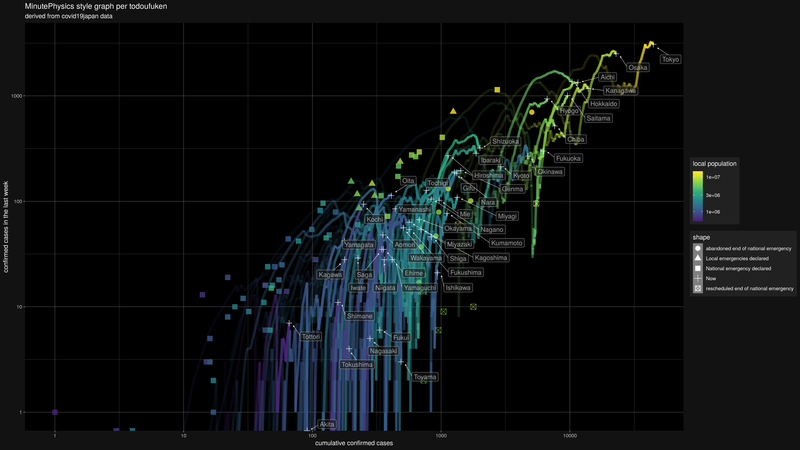 MinutePhysics style graph per todoufuken
derived from covid19japan data
Tokyo
Osaka
Aichi
Kanagawa
Hokkaido
Hyogo
Saitama
Chiba
Shizuoka
Fukuoka
Ibaraki
Okinawa
Hiroshima
Kyoto
Oita
Tochigi
Gifu
Gunma
Nara
Yamanashi
Mie
Miyagi
Kochi
Okayama
Nagano
Yamagata
Aomori
Miyazaki
Kumamoto
Wakayama
Shiga
Kagoshima
Kagawa
Saga
Ehime
Fukushima
Iwate
Niigata
Yamaguchi
Ishikawa
Shimane
Tottori
Fukui
Nagasaki
Tokushima
Toyama
Akita
1000
100
10
1
confirmed cases in the last week
1
10
100
1000
10000
cumulative confirmed cases
local population
1e+07
3e+06
1e+06
shape
abandoned end of national emergency
Local emergencies declared
National emergency declared
Now
rescheduled end of national emergency